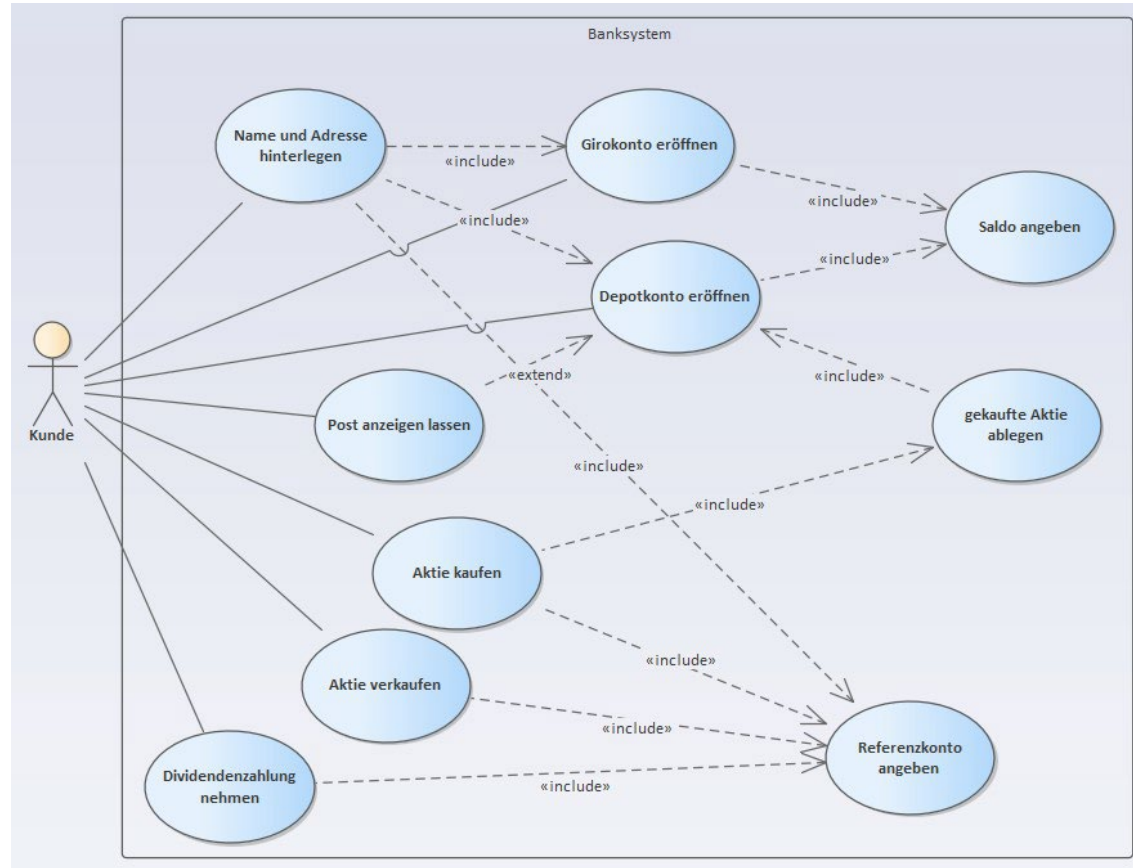 Banksystem
Name und Adresse
hinterlegen
«include»
Girokonto eröffnen
«include»
«include»
Saldo angeben
«include»
Depotkonto eröffnen
«extend»
«include»
Kunde
Post anzeigen lassen
gekaufte Aktie
ablegen
«include»
«include»
Aktie kaufen
«include»
Aktie verkaufen
«include»
Referenzkonto
angeben
Dividendenzahlung
nehmen
«include»